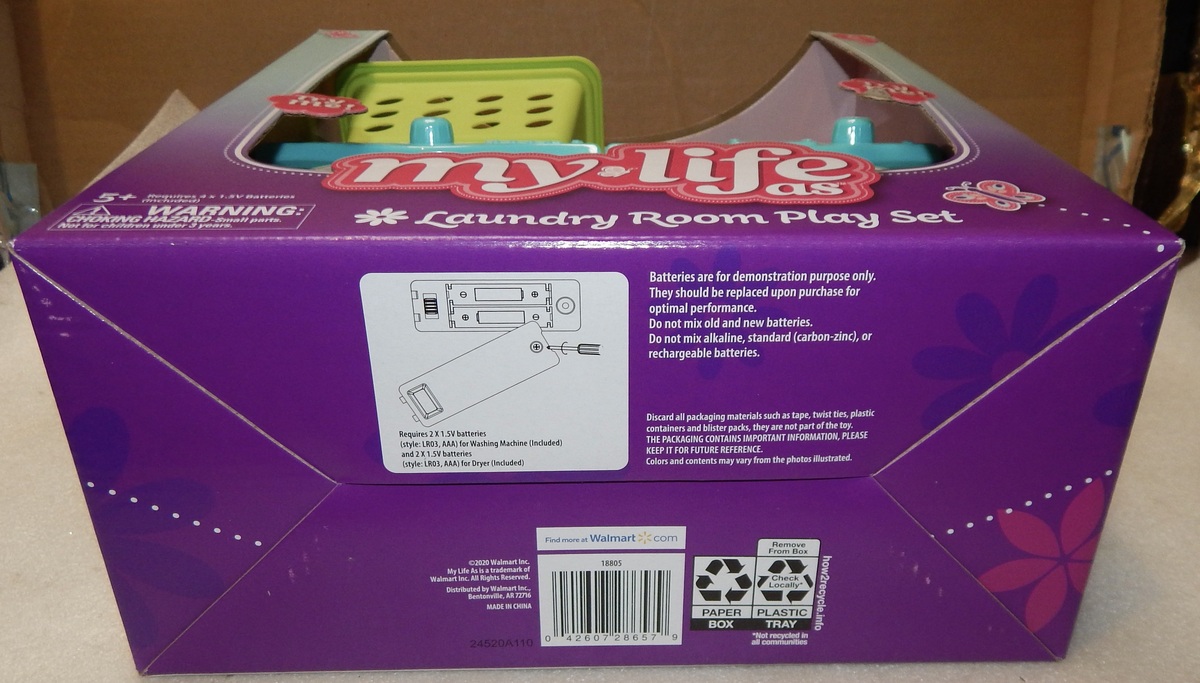 my life
as
5+
Requires 4 x 1.5V Batteries
(Included)
WARNING:
CHOKING HAZARD-Small parts.
Not for children under 3 years.
Laundry Room Play Set
Batteries are for demonstration purpose only.
They should be replaced upon purchase for
optimal performance.
Do not mix old and new batteries.
Do not mix alkaline, standard (carbon-zinc), or
rechargeable batteries.
Requires 2 X 1.5V batteries
(style: LR03, AAA) for Washing Machine (Included)
and 2 X 1.5V batteries
(style: LR03, AAA) for Dryer (Included)
Discard all packaging materials such as tape, twist ties, plastic
containers and blister packs, they are not part of the toy.
THE PACKAGING CONTAINS IMPORTANT INFORMATION, PLEASE
KEEP IT FOR FUTURE REFERENCE.
Colors and contents may vary from the photos illustrated.
©2020 Walmart Inc.
My Life As is a trademark of
Walmart Inc. All Rights Reserved.
Distributed by Walmart Inc.,
Bentonville, AR 72716
MADE IN CHINA
24520A110
Find more at Walmart.com
18805
0 42607 28657 9
Remove
From Box
Check
Locally*
PAPER
BOX
PLASTIC
TRAY
*Not recycled in
all communities
how2recycle.info